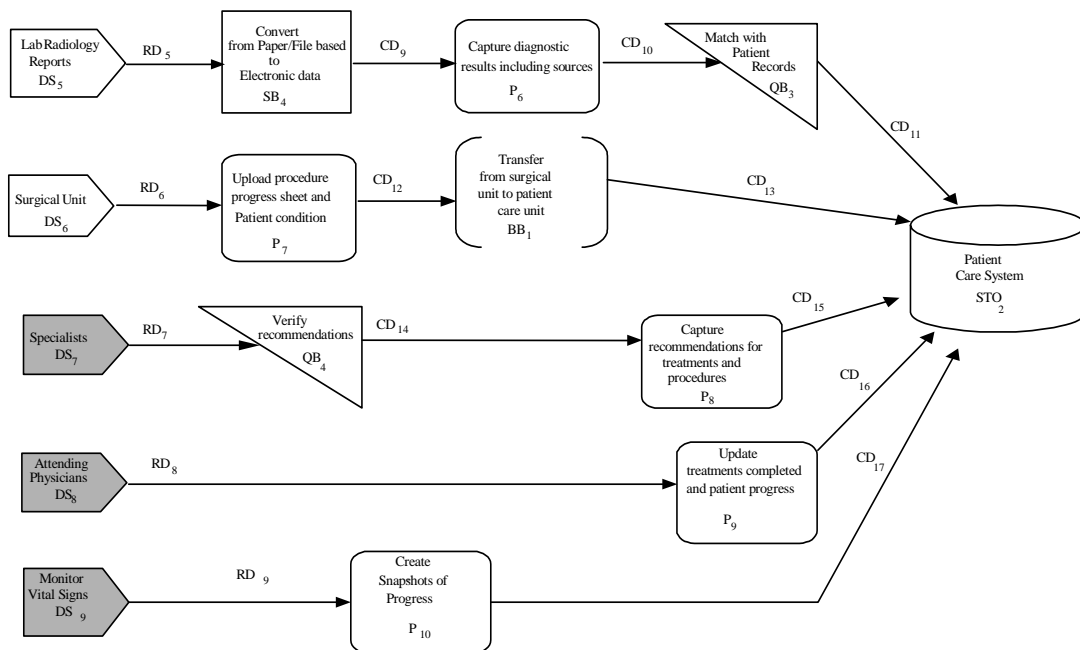 Lab Radiology
Reports
DS5
RD 5
Convert
from Paper/File based
to
Electronic data
SB4
CD9
Capture diagnostic
results including sources
P6
CD10
Match with
Patient
Records
QB3
CD11
Surgical Unit
DS6
RD6
Upload procedure
progress sheet and
Patient condition
P7
CD12
Transfer
from surgical
unit to patient
care unit
BB1
CD13
Patient
Care System
STO2
Specialists
DS7
RD7
Verify
recommendations
QB4
CD14
Capture
recommendations for
treatments and
procedures
P8
CD15
Attending
Physicians
DS8
RD8
Update
treatments completed
and patient progress
P9
CD16
CD17
Monitor
Vital Signs
DS 9
RD 9
Create
Snapshots of
Progress
P 10